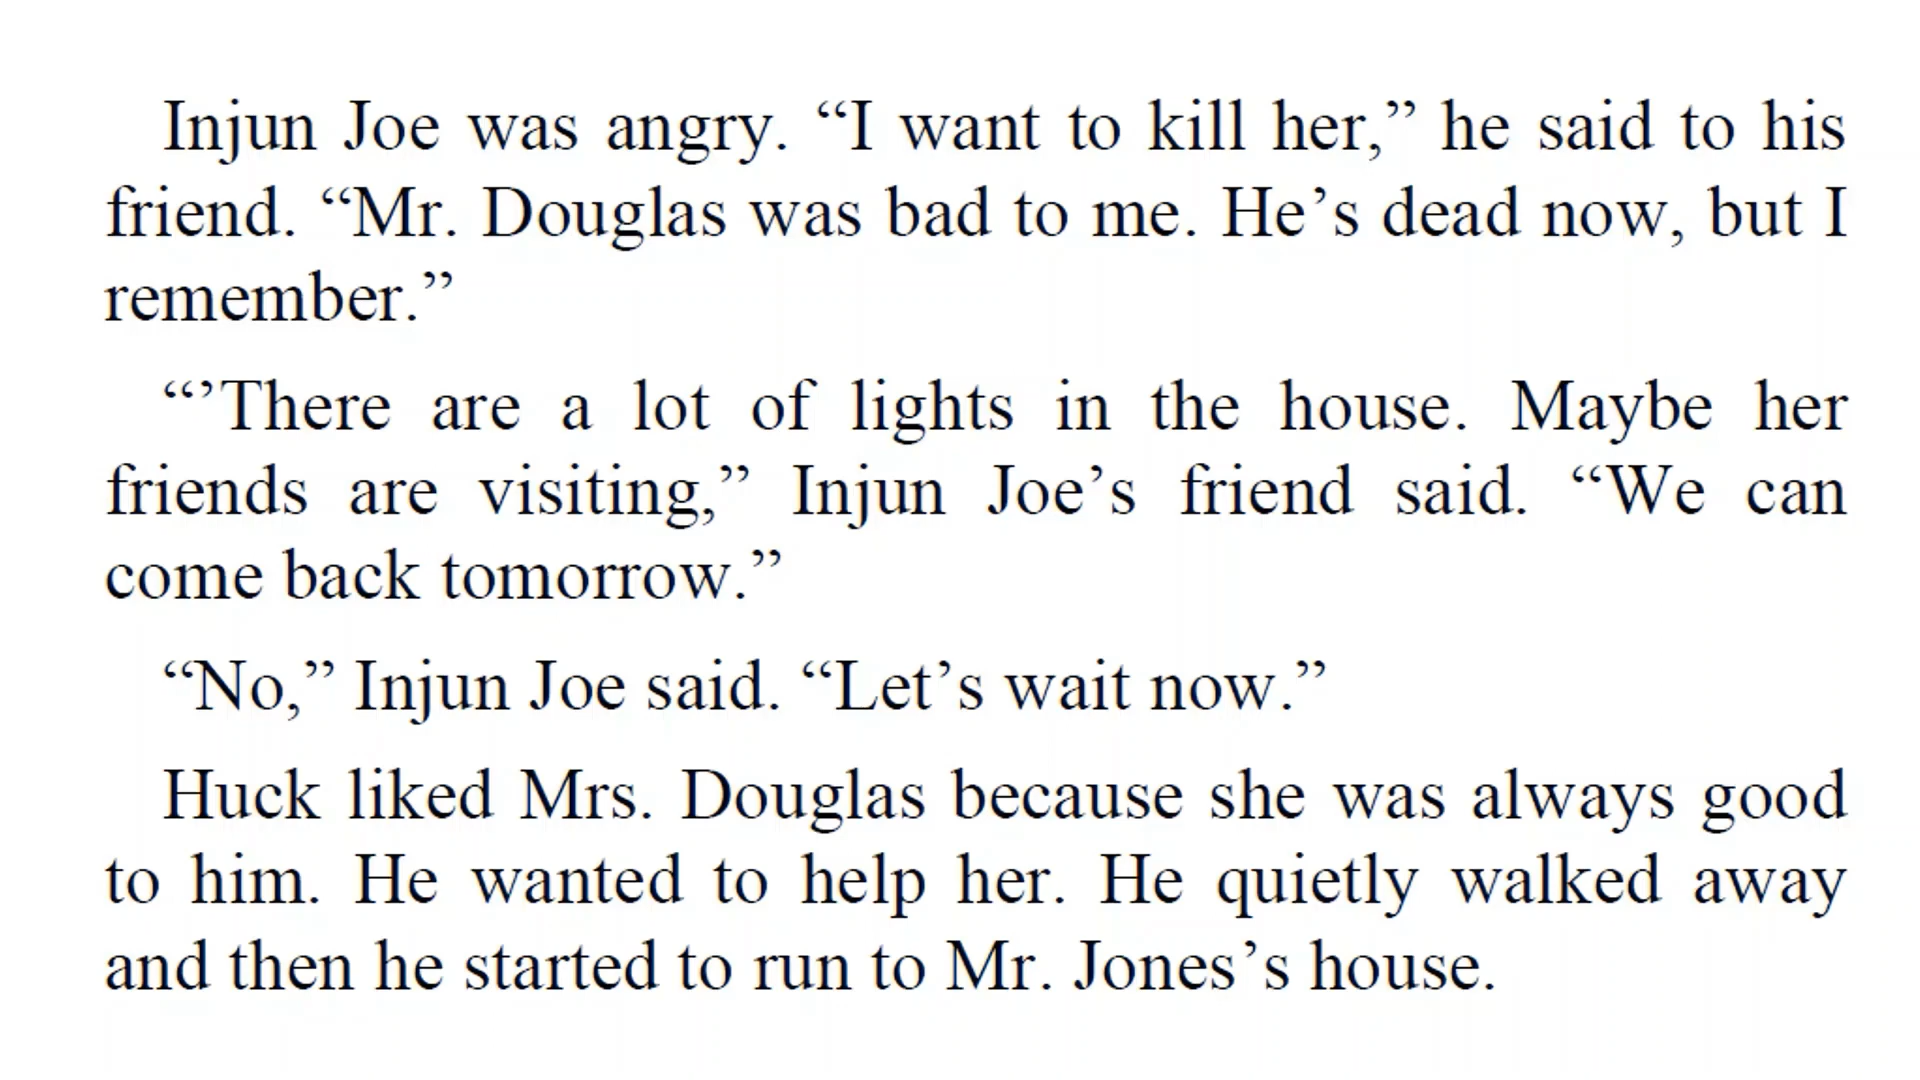 Injun Joe was angry. “I want to kill her,” he said to his
friend. “Mr. Douglas was bad to me. He’s dead now, but I
remember.”
“’There are a lot of lights in the house. Maybe her
friends are visiting,” Injun Joe’s friend said. “We can
come back tomorrow.”
“No,” Injun Joe said. “Let’s wait now.”
Huck liked Mrs. Douglas because she was always good
to him. He wanted to help her. He quietly walked away
and then he started to run to Mr. Jones’s house.